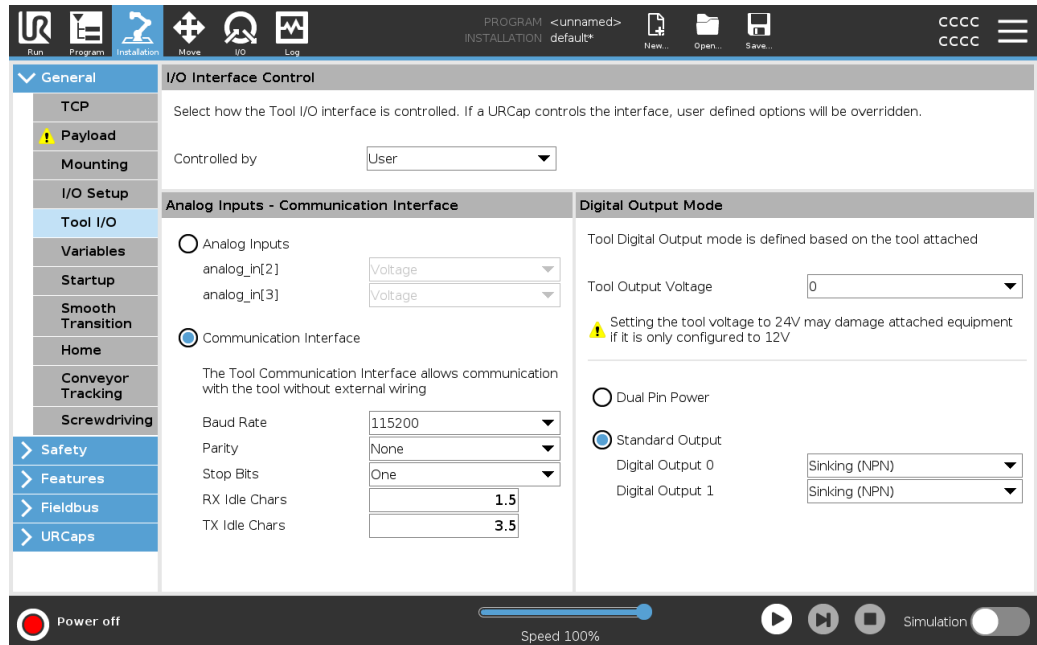 PROGRAM <unnamed>
INSTALLATION default*
CCCC
CCCC
Run Program Installation Move I/O Log New... Open... Save...
General
TCP
Payload
Mounting
I/O Setup
Tool I/O
Variables
Startup
Smooth
Transition
Home
Conveyor
Tracking
Screwdriving
Safety
Features
Fieldbus
URCaps
I/O Interface Control
Select how the Tool I/O interface is controlled. If a URCap controls the interface, user defined options will be overridden.
Controlled by User
Analog Inputs - Communication Interface
Analog Inputs
analog_in[2] Voltage
analog_in[3] Voltage
Communication Interface
The Tool Communication Interface allows communication
with the tool without external wiring
Baud Rate 115200
Parity None
Stop Bits One
RX Idle Chars 1.5
TX Idle Chars 3.5
Digital Output Mode
Tool Digital Output mode is defined based on the tool attached
Tool Output Voltage 0
Setting the tool voltage to 24V may damage attached equipment
if it is only configured to 12V
Dual Pin Power
Standard Output
Digital Output 0 Sinking (NPN)
Digital Output 1 Sinking (NPN)
Power off
Speed 100%
Simulation